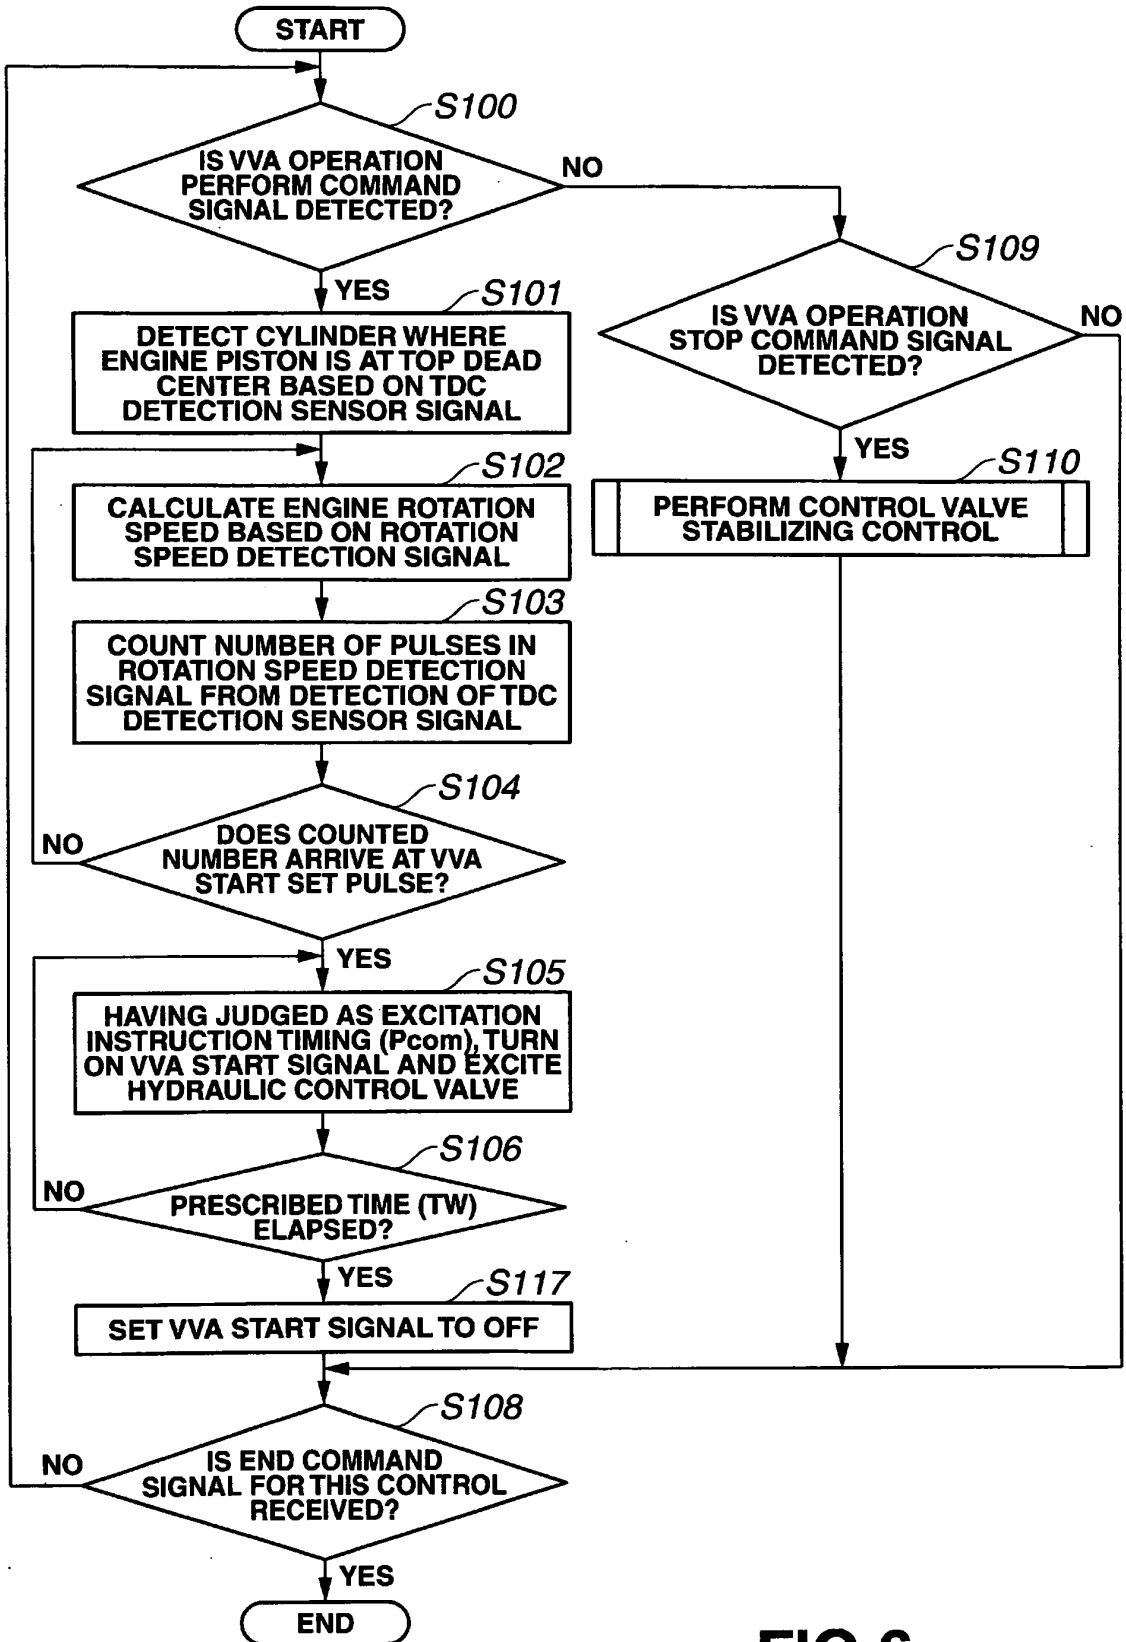 START
S100
IS VVA OPERATION
PERFORM COMMAND
SIGNAL DETECTED?
NO
YES
S109
IS VVA OPERATION
STOP COMMAND SIGNAL
DETECTED?
NO
YES
S101
DETECT CYLINDER WHERE
ENGINE PISTON IS AT TOP DEAD
CENTER BASED ON TDC
DETECTION SENSOR SIGNAL
S110
PERFORM CONTROL VALVE
STABILIZING CONTROL
S102
CALCULATE ENGINE ROTATION
SPEED BASED ON ROTATION
SPEED DETECTION SIGNAL
S103
COUNT NUMBER OF PULSES IN
ROTATION SPEED DETECTION
SIGNAL FROM DETECTION OF TDC
DETECTION SENSOR SIGNAL
S104
DOES COUNTED
NUMBER ARRIVE AT VVA
START SET PULSE?
NO
YES
S105
HAVING JUDGED AS EXCITATION
INSTRUCTION TIMING (Pcom), TURN
ON VVA START SIGNAL AND EXCITE
HYDRAULIC CONTROL VALVE
S106
PRESCRIBED TIME (TW)
ELAPSED?
NO
YES
S117
SET VVA START SIGNAL TO OFF
S108
IS END COMMAND
SIGNAL FOR THIS CONTROL
RECEIVED?
NO
YES
END